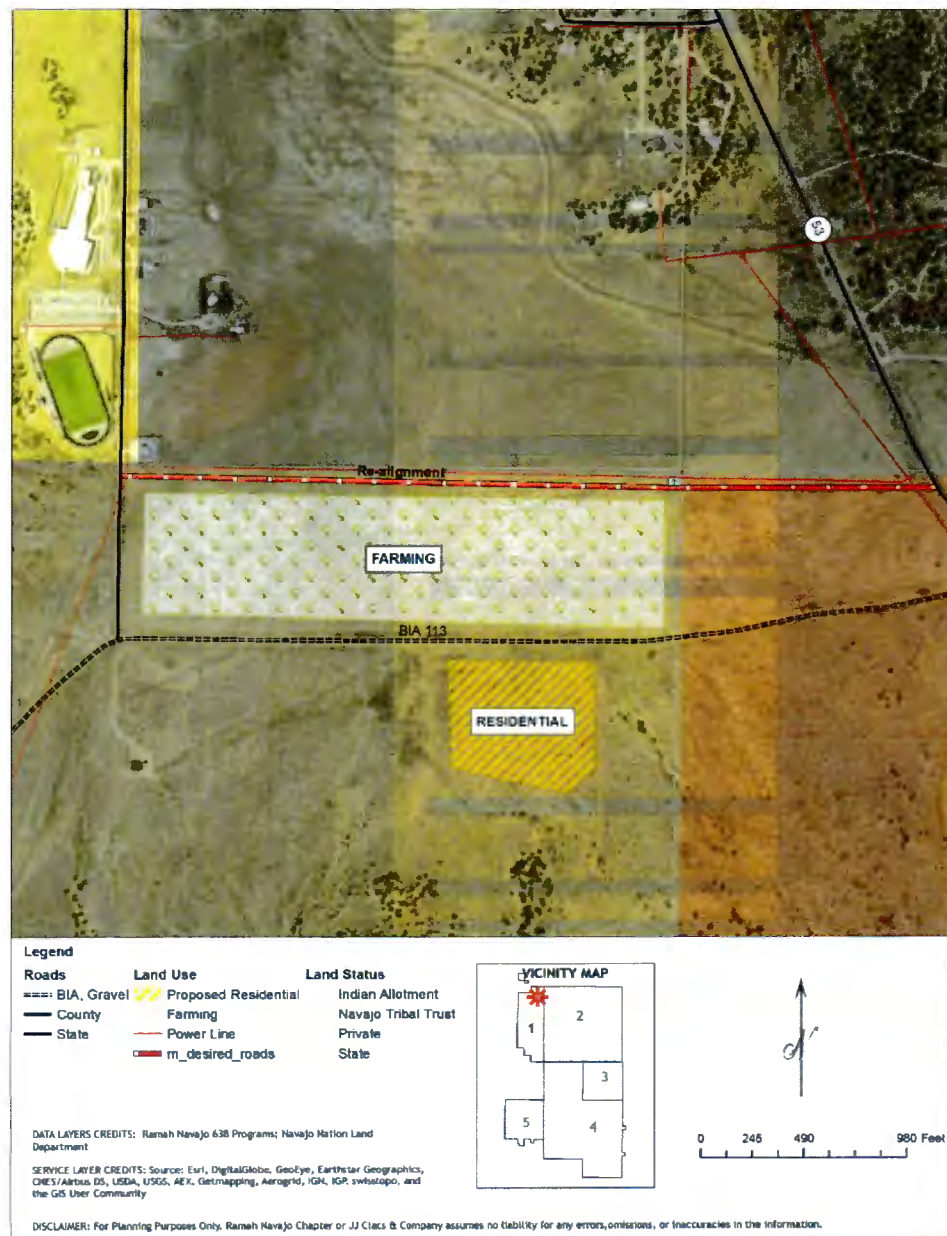 53
Re-alignment
FARMING
BIA 113
1
RESIDENTIAL
Legend
Roads
BIA, Gravel
County
State
Land Use
Proposed Residential
Farming
Power Line
m_desired_roads
Land Status
Indian Allotment
Navajo Tribal Trust
Private
State
VICINITY MAP
1
2
3
4
5
0 245 490 980 Feet
DATA LAYERS CREDITS: Ramah Navajo 638 Programs; Navajo Nation Land
Department
SERVICE LAYER CREDITS: Source: Esri, DigitalGlobe, GeoEye, Earthstar Geographics,
CNES/Airbus DS, USDA, USGS, AEX, Getmapping, Aerogrid, IGN, IGP, swisstopo, and
the GIS User Community
DISCLAIMER: For Planning Purposes Only. Ramah Navajo Chapter or JJ Clacs & Company assumes no liability for any errors, omissions, or inaccuracies in the information.